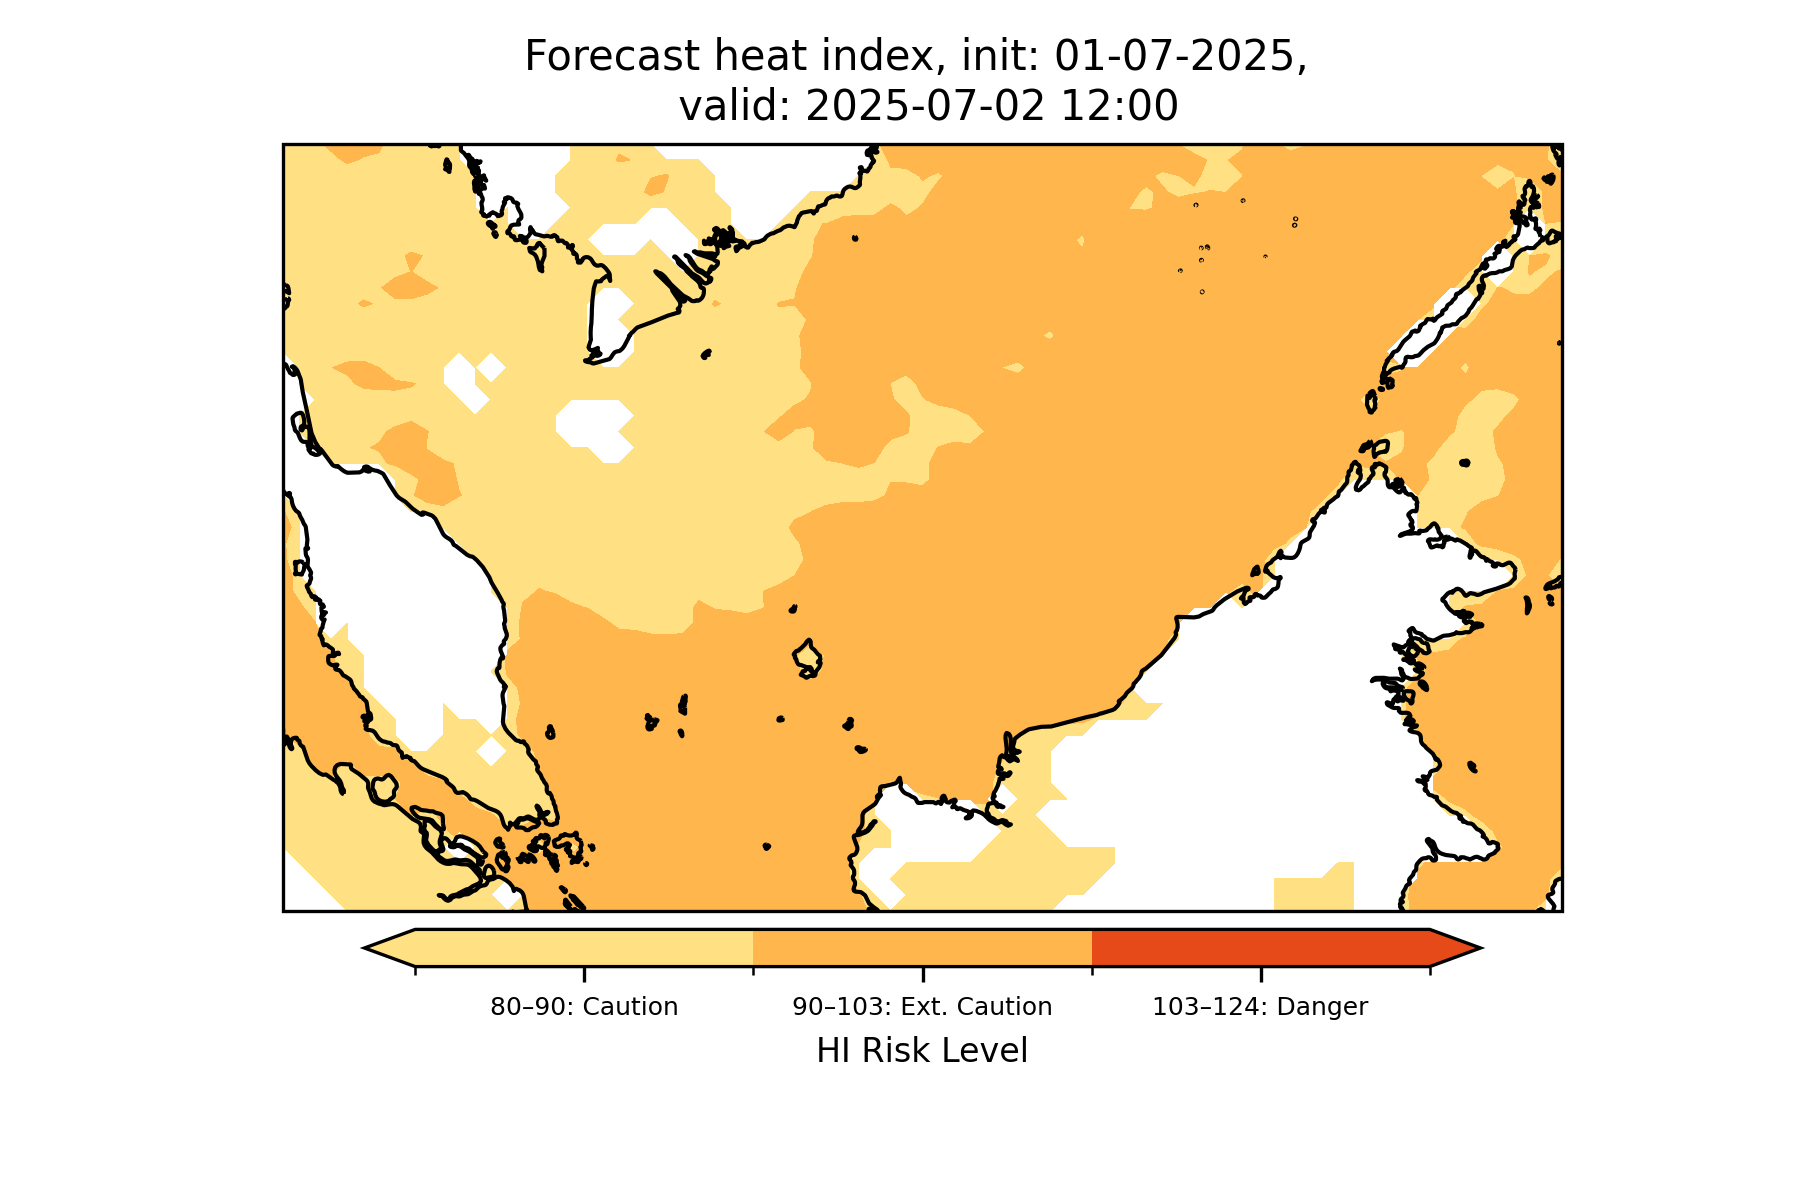 Forecast heat index, init: 01-07-2025,
valid: 2025-07-02 12:00
80–90: Caution
90–103: Ext. Caution
103–124: Danger
HI Risk Level